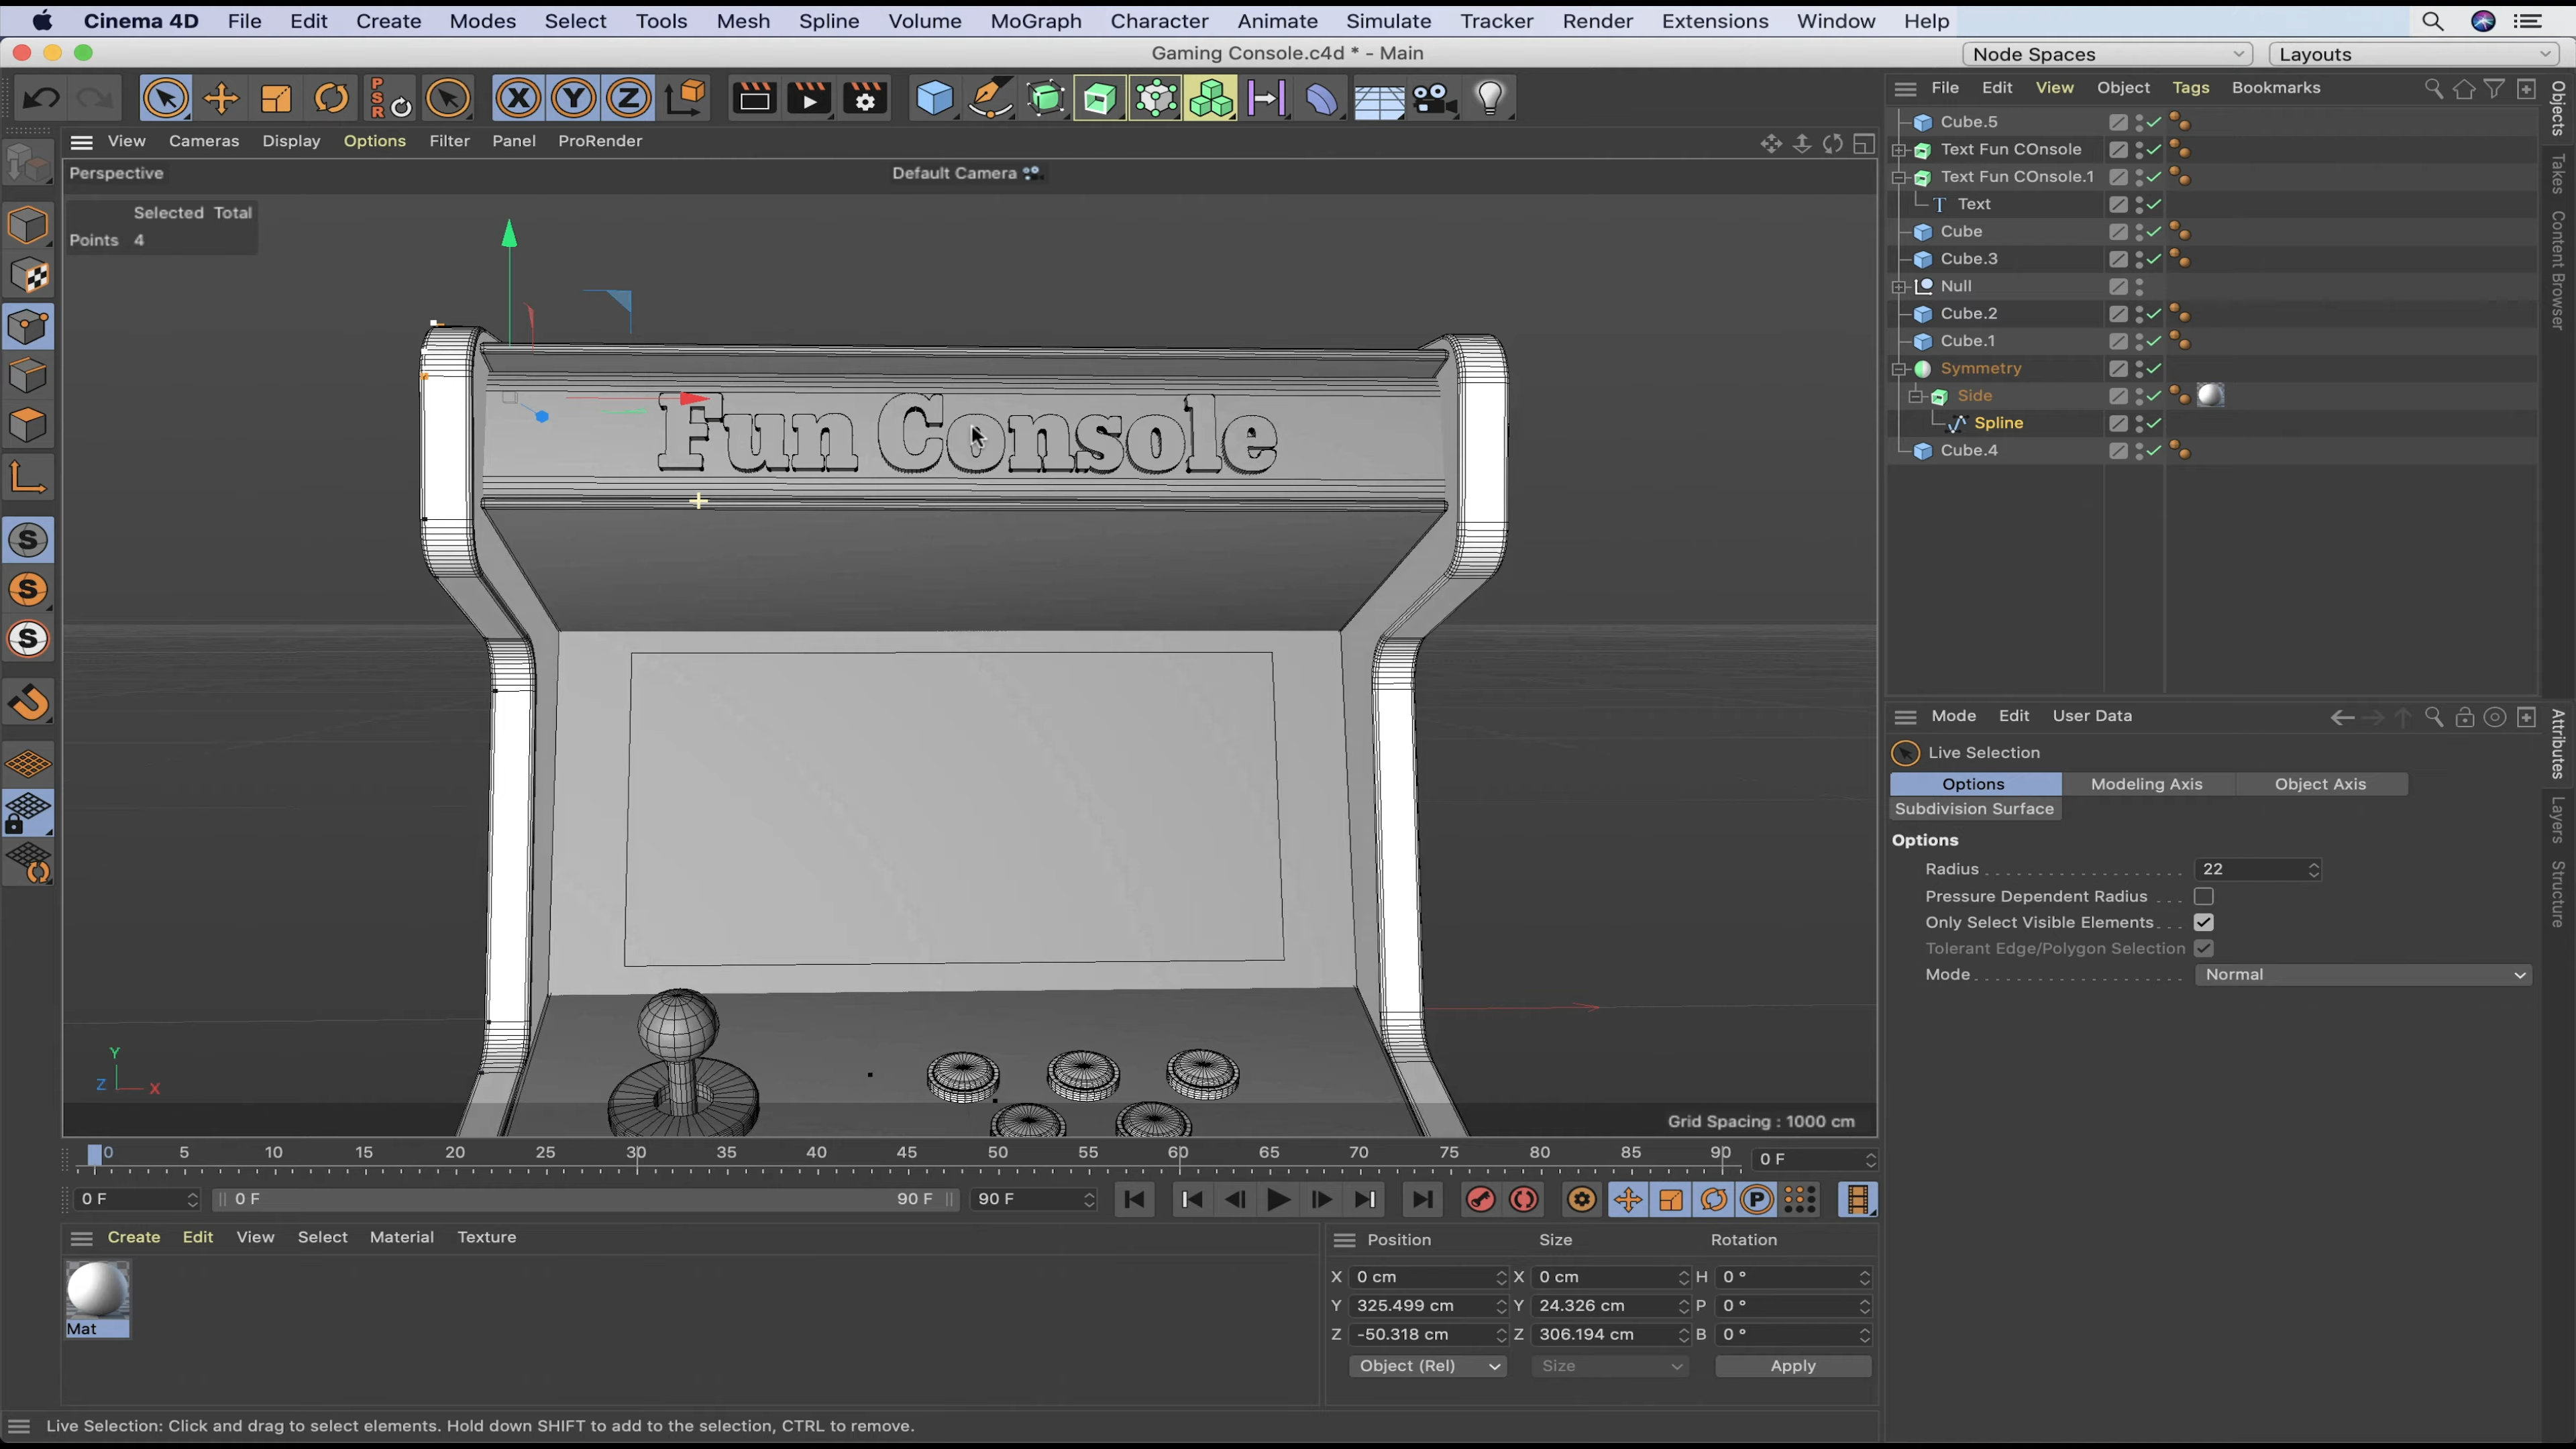 Cinema 4D File Edit Create Modes Select Tools Mesh Spline Volume MoGraph Character Animate Simulate Tracker Render Extensions Window Help
Gaming Console.c4d * - Main
Node Spaces
Layouts
PSR
X Y Z
View Cameras Display Options Filter Panel ProRender
Perspective
Default Camera
Selected Total
Points 4
Fun Console
Y
Z X
Grid Spacing : 1000 cm
S
S
S
0 5 10 15 20 25 30 35 40 45 50 55 60 65 70 75 80 85 90
0 F
0 F
0 F
90 F
90 F
P
Create Edit View Select Material Texture
Mat
Position Size Rotation
X 0 cm X 0 cm H 0 °
Y 325.499 cm Y 24.326 cm P 0 °
Z -50.318 cm Z 306.194 cm B 0 °
Object (Rel) Size Apply
Live Selection: Click and drag to select elements. Hold down SHIFT to add to the selection, CTRL to remove.
File Edit View Object Tags Bookmarks
Cube.5
Text Fun COnsole
Text Fun COnsole.1
T Text
Cube
Cube.3
Null
Cube.2
Cube.1
Symmetry
Side
Spline
Cube.4
Objects
Takes
Content Browser
Mode Edit User Data
Live Selection
Options Modeling Axis Object Axis
Subdivision Surface
Options
Radius 22
Pressure Dependent Radius
Only Select Visible Elements
Tolerant Edge/Polygon Selection
Mode Normal
Attributes
Layers
Structure